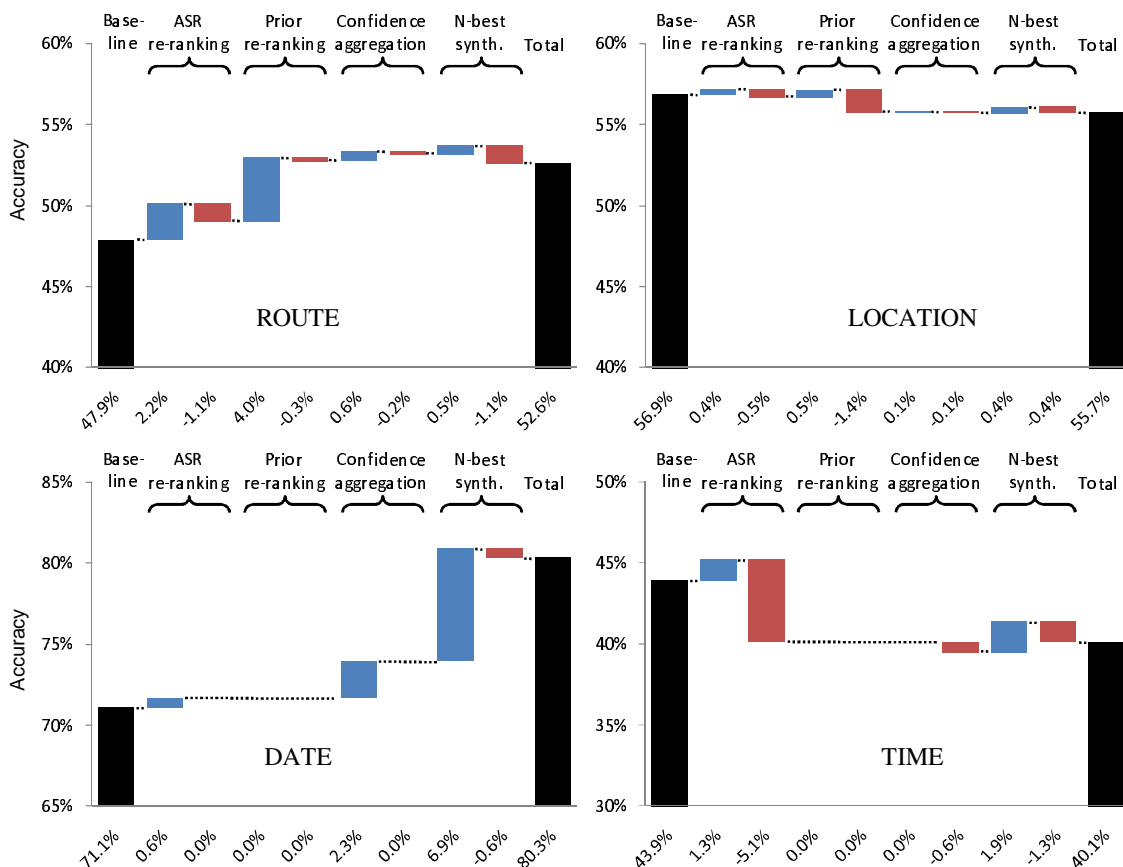 Base-
line
ASR
re-ranking
Prior
re-ranking
Confidence
aggregation
N-best
synth.
Total
60%
55%
50%
45%
40%
Accuracy
ROUTE
47.9% 2.2% -1.1% 4.0% -0.3% 0.6% -0.2% 0.5% -1.1% 52.6%
Base-
line
ASR
re-ranking
Prior
re-ranking
Confidence
aggregation
N-best
synth.
Total
60%
55%
50%
45%
40%
LOCATION
56.9% 0.4% -0.5% 0.5% -1.4% 0.1% -0.1% 0.4% -0.4% 55.7%
Base-
line
ASR
re-ranking
Prior
re-ranking
Confidence
aggregation
N-best
synth.
Total
85%
80%
75%
70%
65%
Accuracy
DATE
71.1% 0.6% 0.0% 0.0% 0.0% 2.3% 0.0% 6.9% -0.6% 80.3%
Base-
line
ASR
re-ranking
Prior
re-ranking
Confidence
aggregation
N-best
synth.
Total
50%
45%
40%
35%
30%
TIME
43.9% 1.3% -5.1% 0.0% 0.0% 0.0% -0.6% 1.9% -1.3% 40.1%